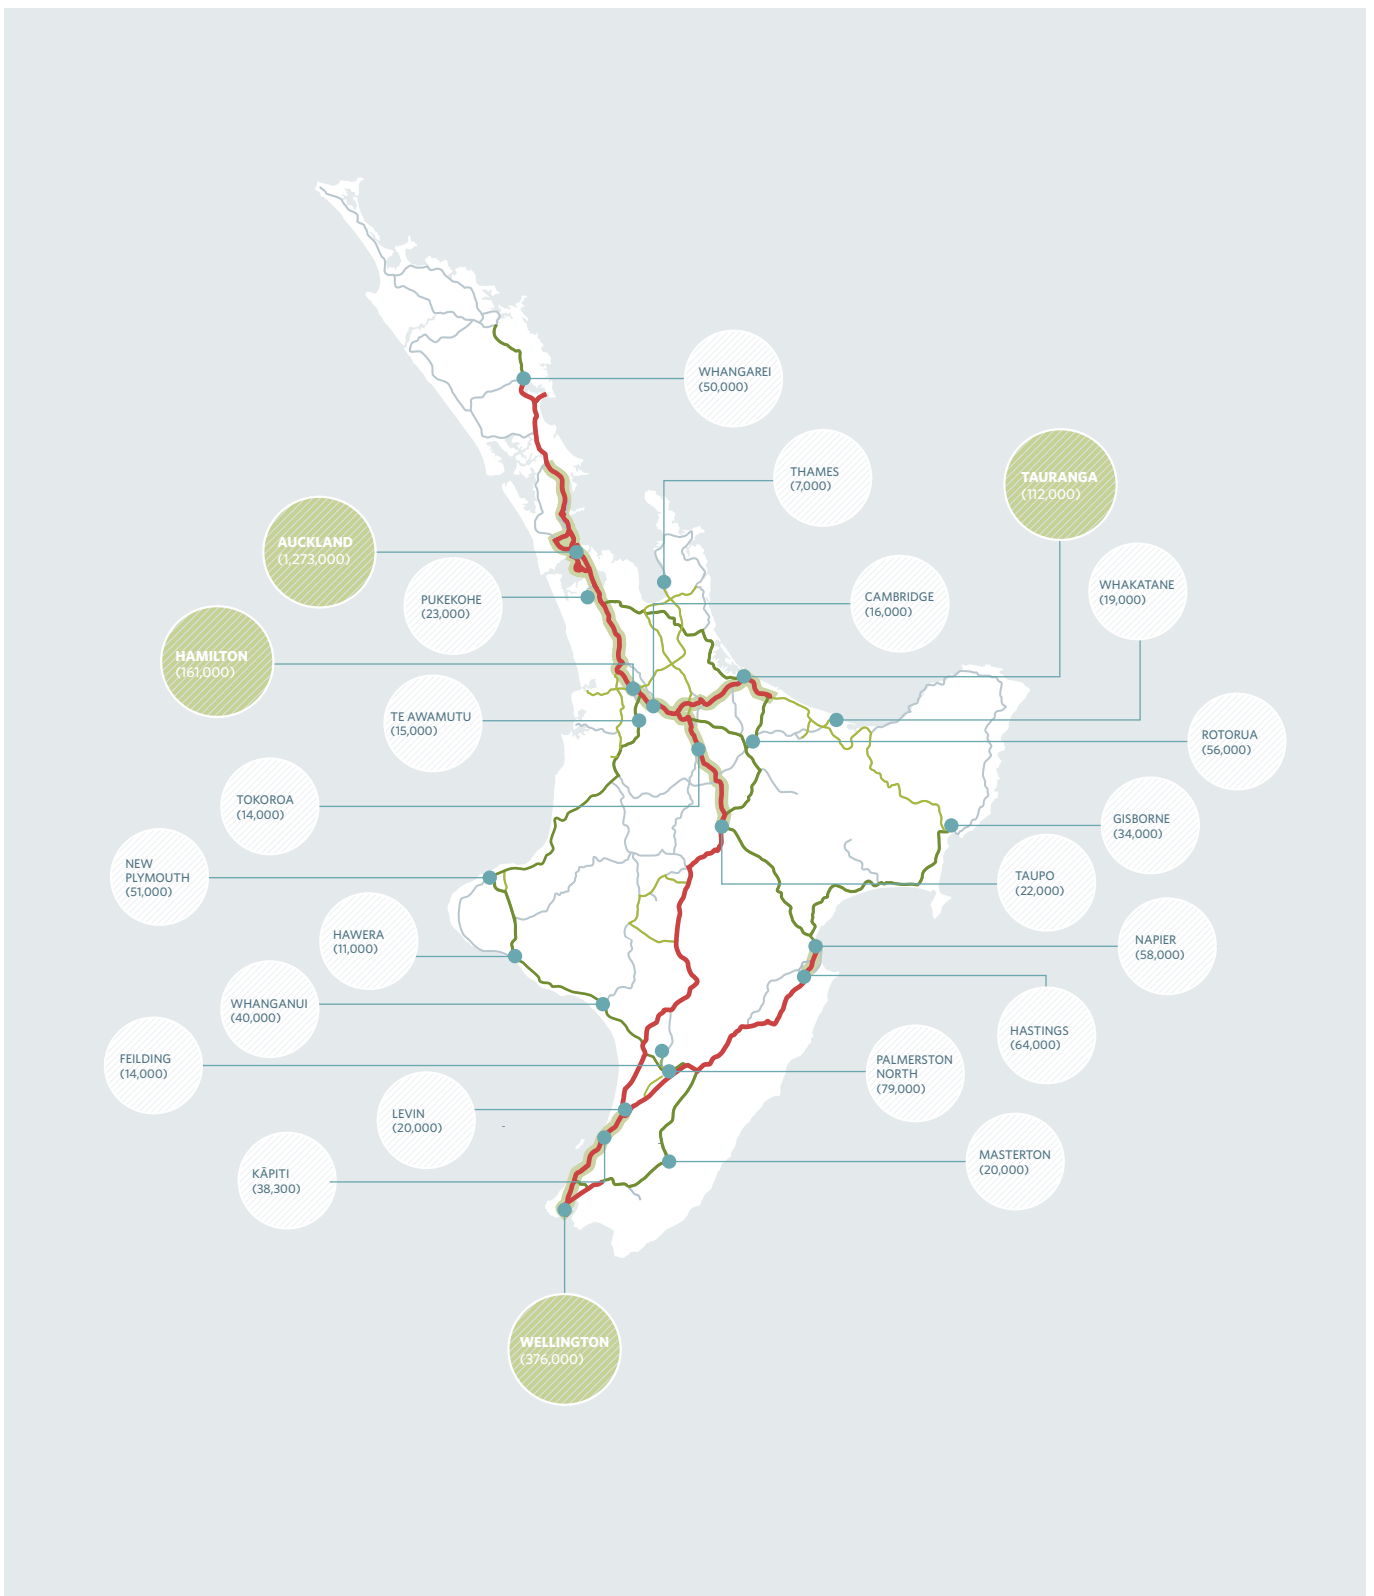 WHANGAREI
(50,000)
THAMES
(7,000)
TAURANGA
(112,000)
AUCKLAND
(1,273,000)
PUKEKOHE
(23,000)
CAMBRIDGE
(16,000)
WHAKATANE
(19,000)
HAMILTON
(161,000)
TE AWAMUTU
(15,000)
ROTORUA
(56,000)
TOKOROA
(14,000)
GISBORNE
(34,000)
NEW
PLYMOUTH
(51,000)
TAUPO
(22,000)
HAWERA
(11,000)
NAPIER
(58,000)
WHANGANUI
(40,000)
HASTINGS
(64,000)
FEILDING
(14,000)
PALMERSTON
NORTH
(79,000)
LEVIN
(20,000)
MASTERTON
(20,000)
KĀPITI
(38,300)
WELLINGTON
(376,000)